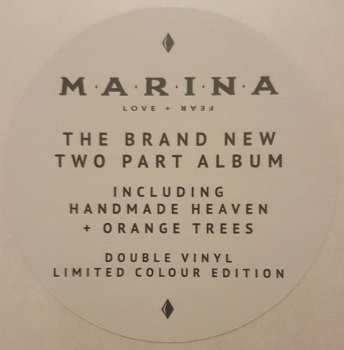 M·A·R·I·N·A
LOVE + FEAR
THE BRAND NEW
TWO PART ALBUM
INCLUDING
HANDMADE HEAVEN
+ ORANGE TREES
DOUBLE VINYL
LIMITED COLOUR EDITION